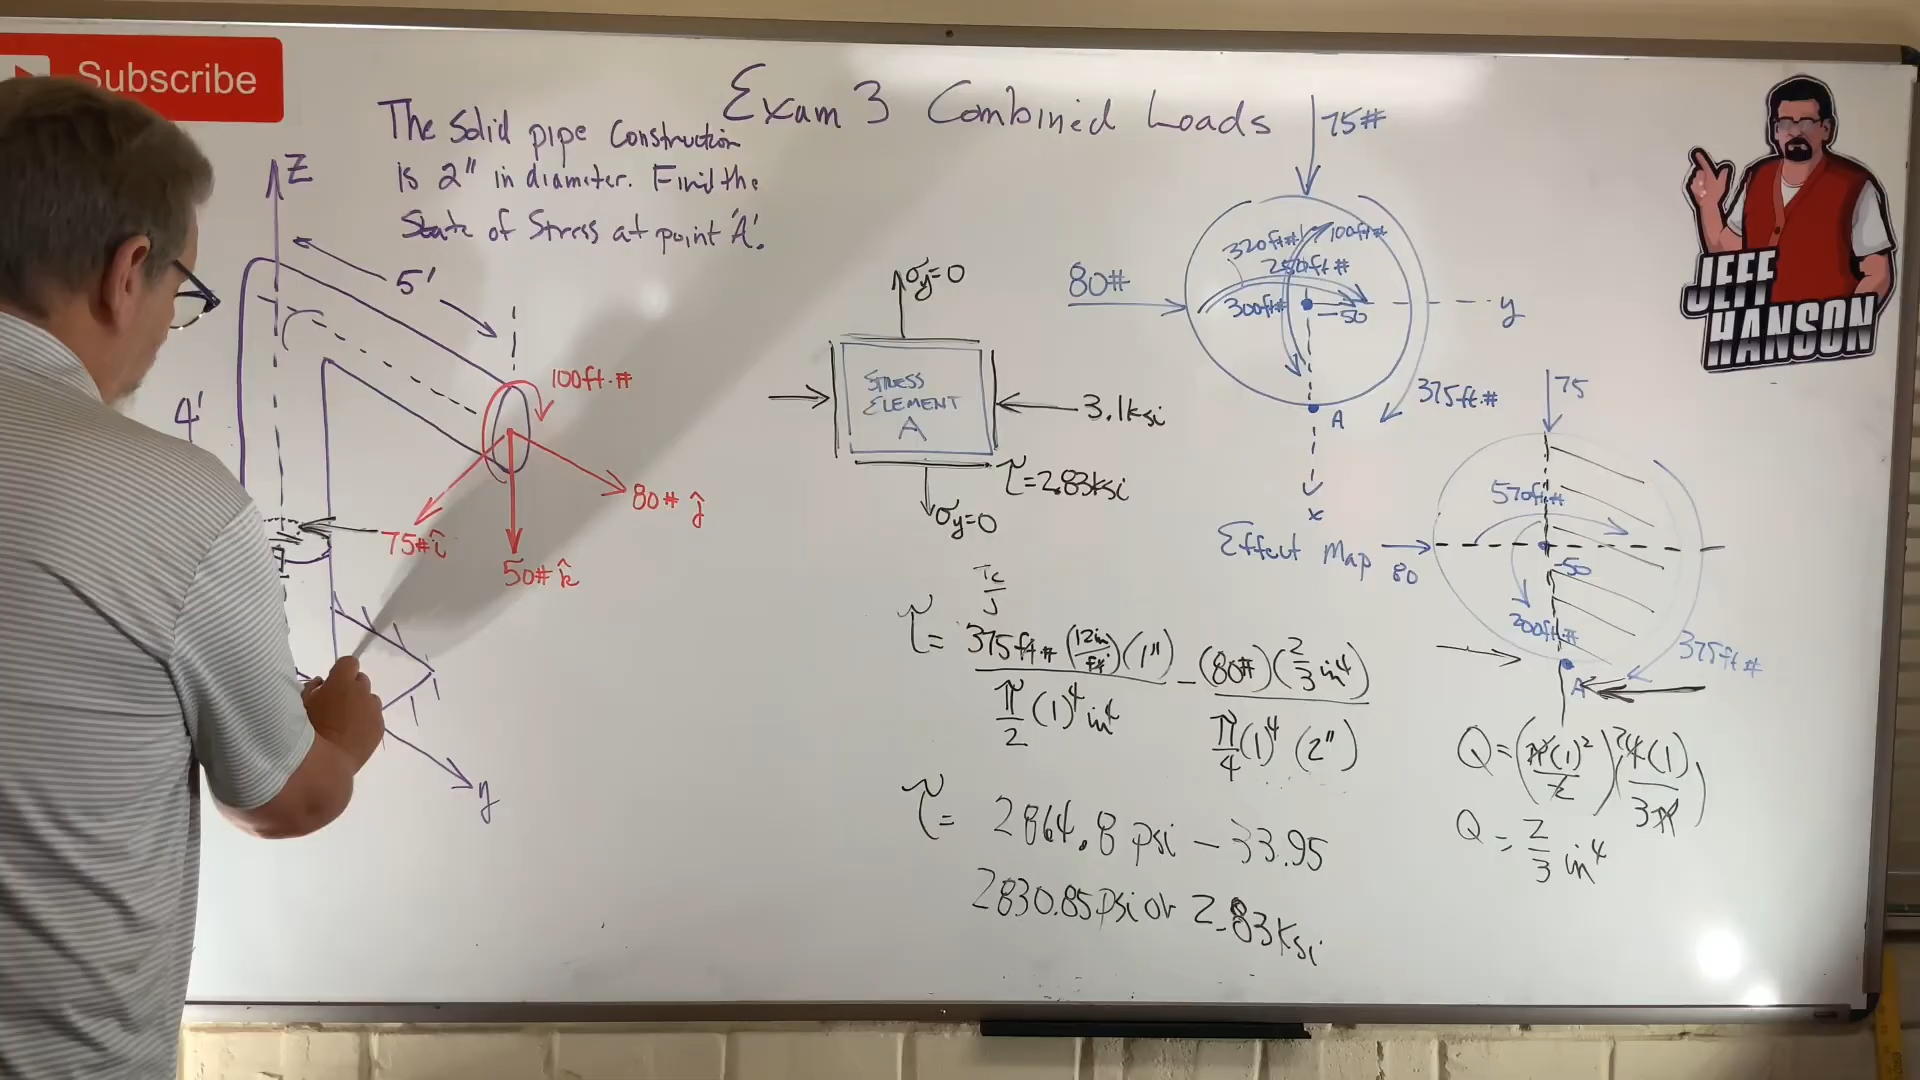 Subscribe
Exam 3 Combined Loads
The Solid pipe Construction
is 2" in diameter. Find the
State of Stress at point 'A'.
Z
5'
4'
100ft·#
80# ĵ
75# î
50# k̂
y
σy=0
STRESS
ELEMENT
A
3.1ksi
τ=2.83ksi
σy=0
75#
80#
320ft#
100ft#
250ft#
300ft#
-50
y
375ft·#
A
x
Effect Map
75
570ft·#
80
-50
300ft·#
375ft·#
A
Tc
J
τ= 375ft·# (12in/ft)(1") / π/2 (1)⁴ in⁴ - (80#)(2/3 in⁴) / π/4 (1)⁴ (2")
τ= 2864.8 psi - 33.95
2830.85psi or 2.83ksi
Q=(π(1)²/2)(4(1)/3π)
Q= 2/3 in⁴
JEFF
HANSON